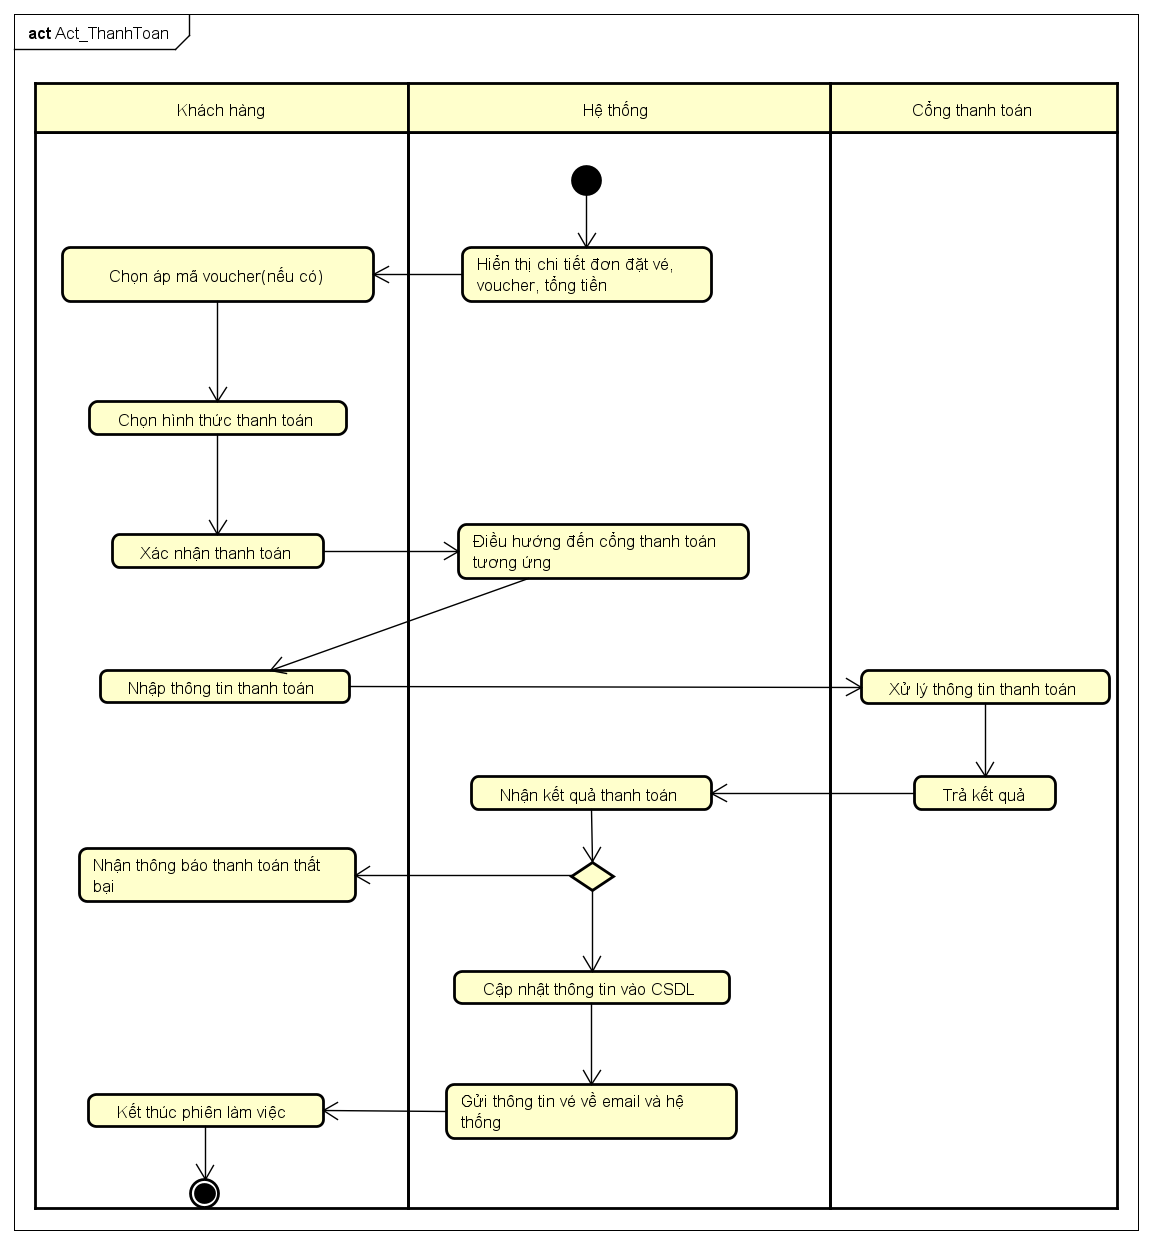 act Act_ThanhToan
Khách hàng
Hệ thống
Cổng thanh toán
Hiển thị chi tiết đơn đặt vé,
voucher, tổng tiền
Chọn áp mã voucher(nếu có)
Chọn hình thức thanh toán
Xác nhận thanh toán
Điều hướng đến cổng thanh toán
tương ứng
Nhập thông tin thanh toán
Xử lý thông tin thanh toán
Trả kết quả
Nhận kết quả thanh toán
Nhận thông báo thanh toán thất
bại
Cập nhật thông tin vào CSDL
Gửi thông tin vé về email và hệ
thống
Kết thúc phiên làm việc